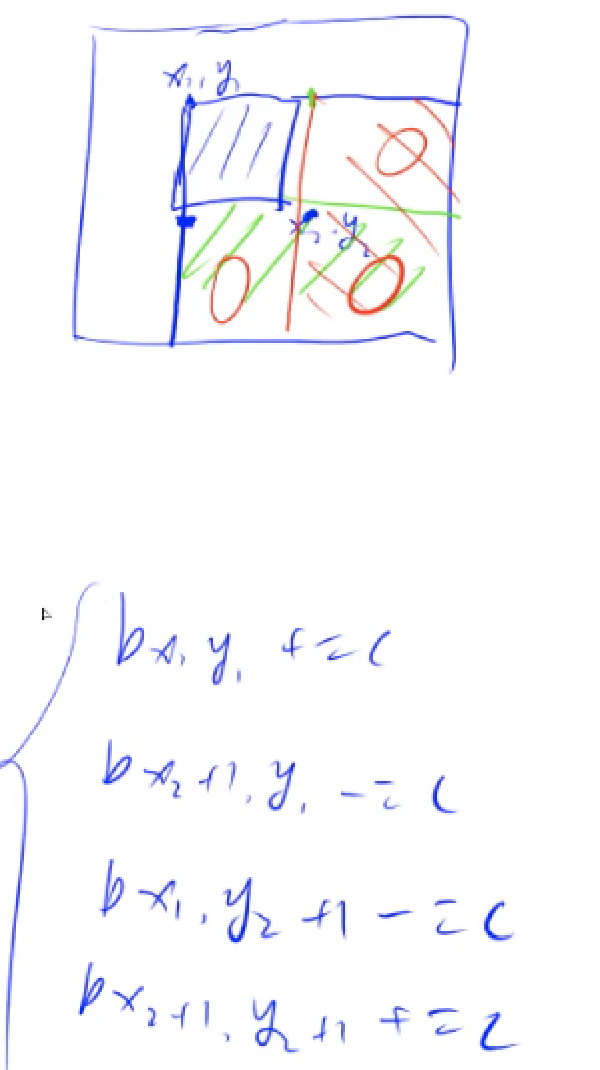 x₁, y₁
x₂, y₂
b x₁, y₁ += c
b x₂+1, y₁ -= c
b x₁, y₂+1 -= c
b x₂+1, y₂+1 += c